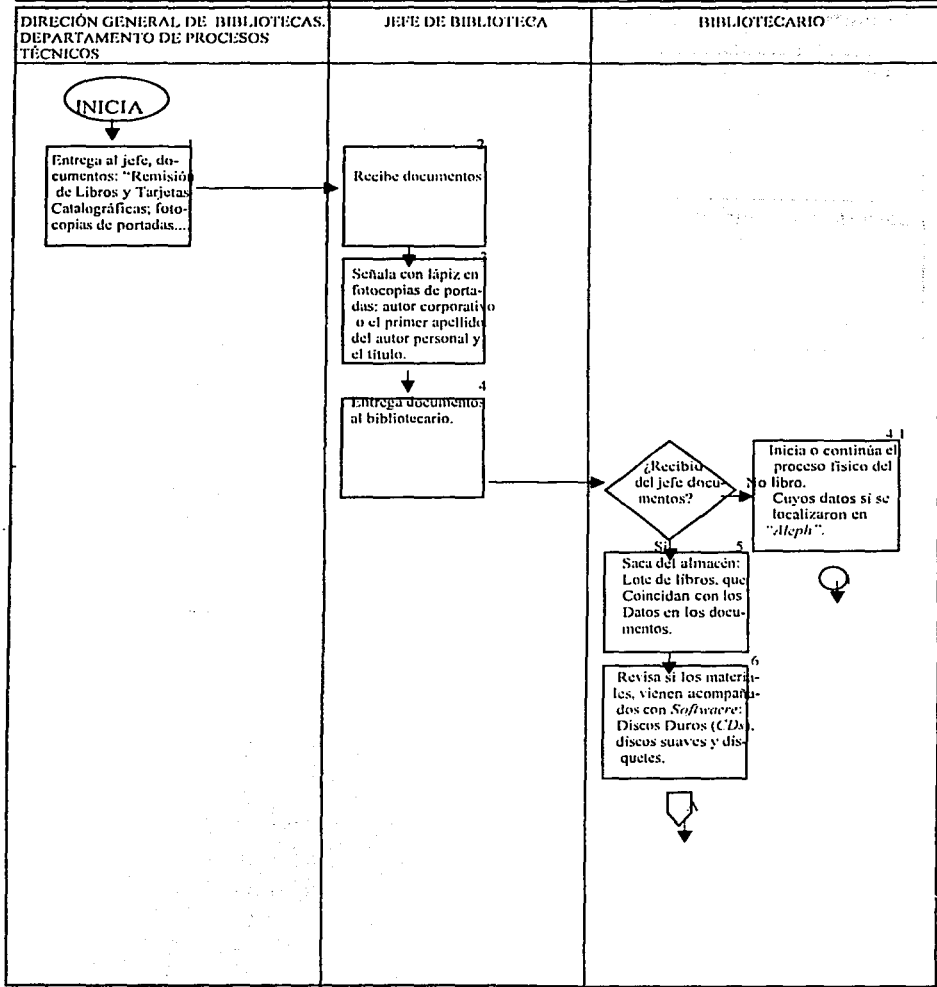 DIRECIÓN GENERAL DE BIBLIOTECAS.
DEPARTAMENTO DE PROCESOS
TÉCNICOS
JEFE DE BIBLIOTECA
BIBLIOTECARIO
INICIA
1
Entrega al jefe, do-
cumentos: "Remisión
de Libros y Tarjetas
Catalográficas; foto-
copias de portadas...
2
Recibe documentos
3
Señala con lápiz en
fotocopias de porta-
das: autor corporativo
o el primer apellido
del autor personal y
el título.
4
Entrega documentos
al bibliotecario.
¿Recibió
del jefe docu-
mentos?
No
4.1
Inicia o continúa el
proceso físico del
libro.
Cuyos datos sí se
localizaron en
"Aleph".
Si
5
Saca del almacén:
Lote de libros, que
Coincidan con los
Datos en los docu-
mentos.
6
Revisa si los materia-
les, vienen acompaña-
dos con Softwaere:
Discos Duros (CDs),
discos suaves y dis-
quetes.
A